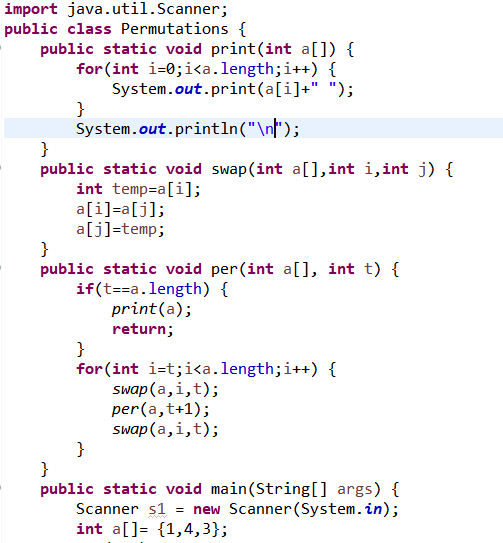 import java.util.Scanner;
public class Permutations {
    public static void print(int a[]) {
        for(int i=0;i<a.length;i++) {
            System.out.print(a[i]+" ");
        }
        System.out.println("\n");
    }
    public static void swap(int a[],int i,int j) {
        int temp=a[i];
        a[i]=a[j];
        a[j]=temp;
    }
    public static void per(int a[], int t) {
        if(t==a.length) {
            print(a);
            return;
        }
        for(int i=t;i<a.length;i++) {
            swap(a,i,t);
            per(a,t+1);
            swap(a,i,t);
        }
    }
    public static void main(String[] args) {
        Scanner s1 = new Scanner(System.in);
        int a[]= {1,4,3};